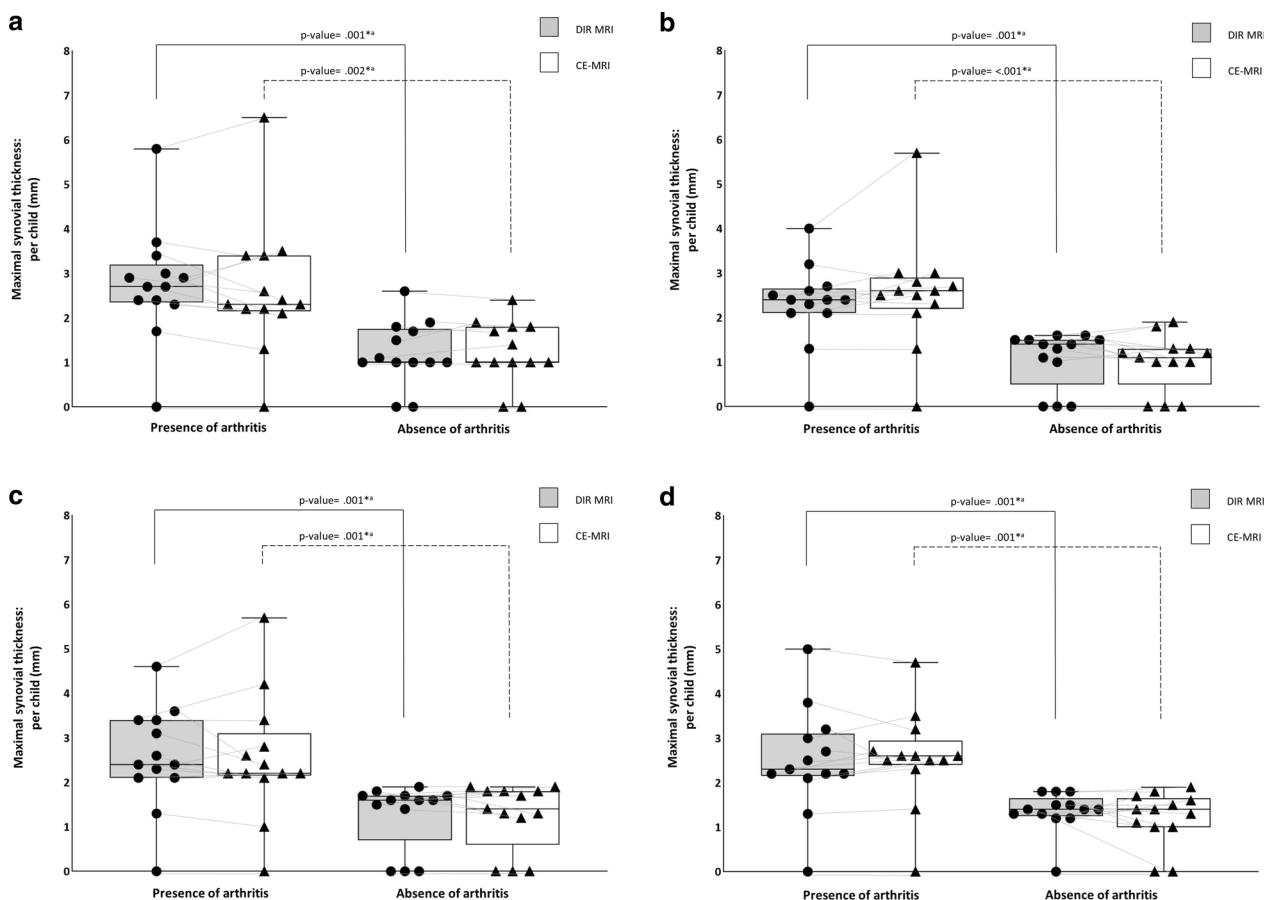 a
p-value= .001*ᵃ
DIR MRI
p-value= .002*ᵃ
CE-MRI
Maximal synovial thickness:
per child (mm)
8
7
6
5
4
3
2
1
0
Presence of arthritis
Absence of arthritis
b
p-value= .001*ᵃ
DIR MRI
p-value= <.001*ᵃ
CE-MRI
Maximal synovial thickness:
per child (mm)
8
7
6
5
4
3
2
1
0
Presence of arthritis
Absence of arthritis
c
p-value= .001*ᵃ
DIR MRI
p-value= .001*ᵃ
CE-MRI
Maximal synovial thickness:
per child (mm)
8
7
6
5
4
3
2
1
0
Presence of arthritis
Absence of arthritis
d
p-value= .001*ᵃ
DIR MRI
p-value= .001*ᵃ
CE-MRI
Maximal synovial thickness:
per child (mm)
8
7
6
5
4
3
2
1
0
Presence of arthritis
Absence of arthritis